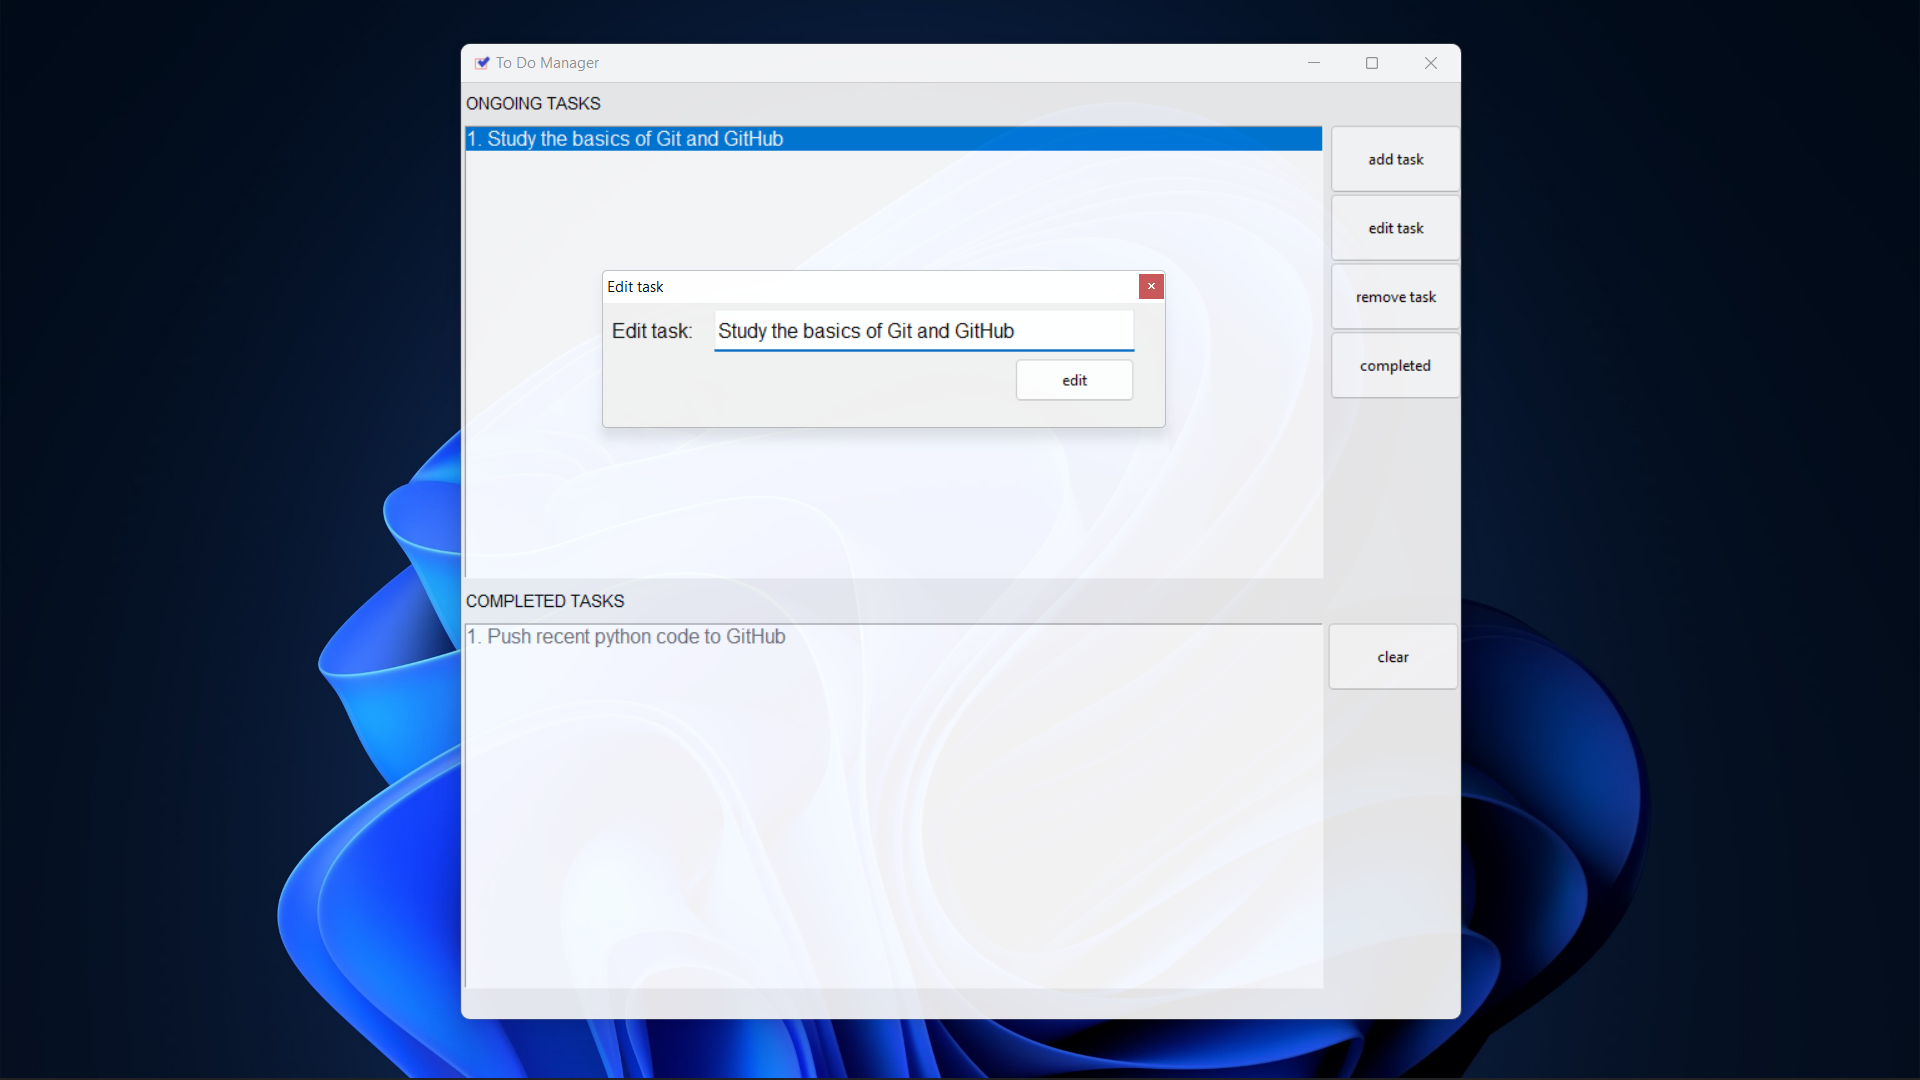 To Do Manager
ONGOING TASKS
1. Study the basics of Git and GitHub
add task
edit task
remove task
completed
Edit task
Edit task: Study the basics of Git and GitHub
edit
COMPLETED TASKS
1. Push recent python code to GitHub
clear